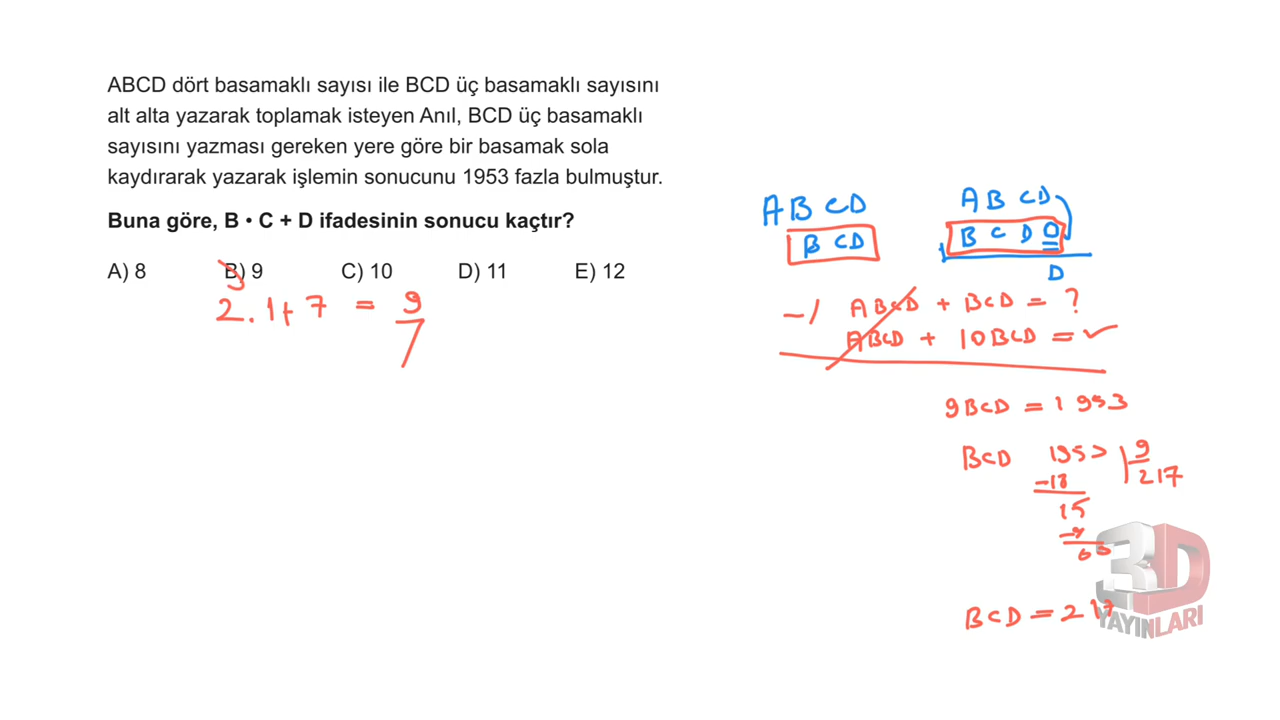 ABCD dört basamaklı sayısı ile BCD üç basamaklı sayısını
alt alta yazarak toplamak isteyen Anıl, BCD üç basamaklı
sayısını yazması gereken yere göre bir basamak sola
kaydırarak yazarak işlemin sonucunu 1953 fazla bulmuştur.
Buna göre, B • C + D ifadesinin sonucu kaçtır?
A) 8 B) 9 C) 10 D) 11 E) 12
2.1+7 = 9
ABCD
BCD
ABCD
BCDO
D
-/ ABCD + BCD = ?
ABCD + 10BCD =
9BCD = 1953
BCD 1953 9
217
-18
15
-9
63
BCD = 217
3D
YAYINLARI